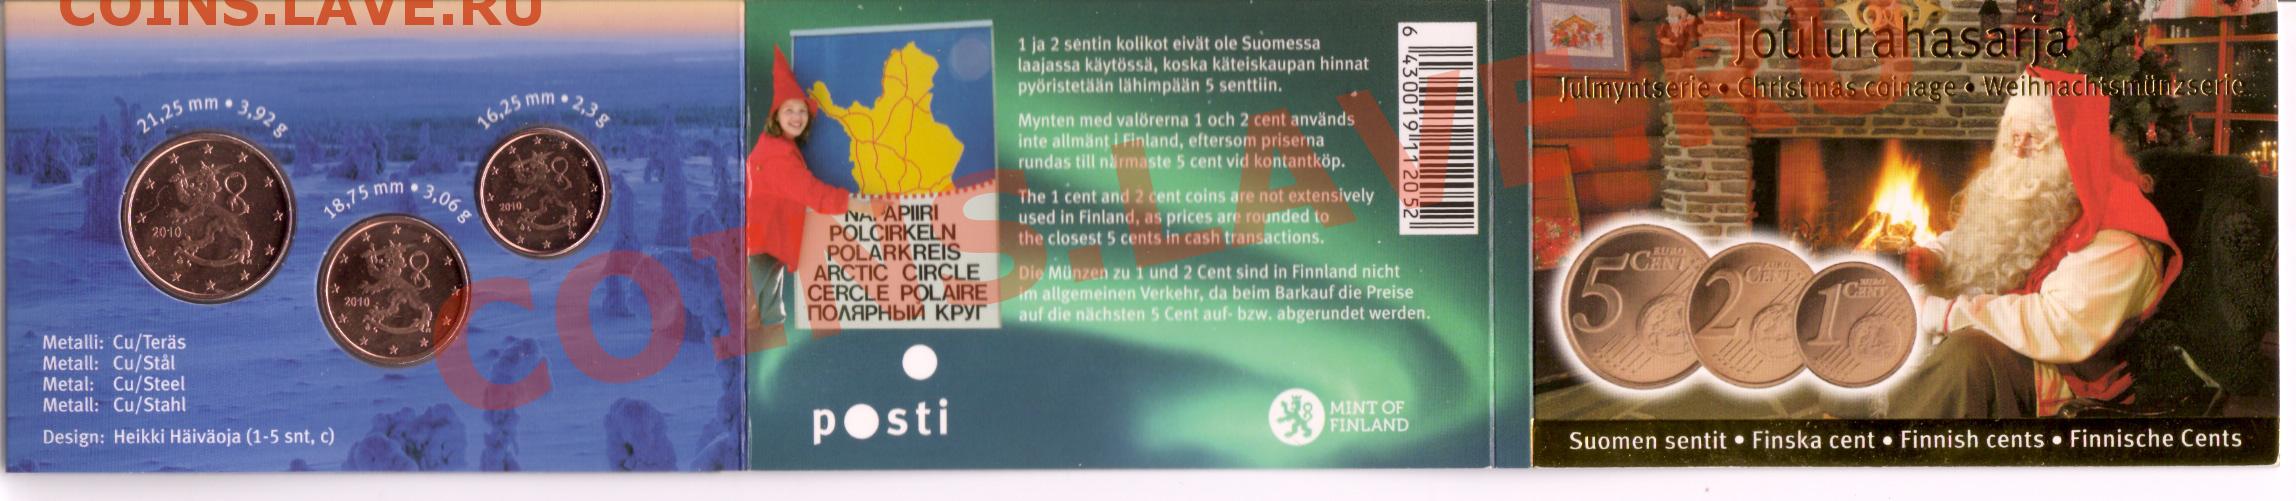 COINS.LAVE.RU
21,25 mm • 3,92 g
16,25 mm • 2,3 g
18,75 mm • 3,06 g
2010
2010
2010
Metalli: Cu/Teräs
Metall: Cu/Stål
Metal: Cu/Steel
Metall: Cu/Stahl
Design: Heikki Häiväoja (1-5 snt, c)
NAPAPIIRI
POLCIRKELN
POLARKREIS
ARCTIC CIRCLE
CERCLE POLAIRE
ПОЛЯРНЫЙ КРУГ
1 ja 2 sentin kolikot eivät ole Suomessa
laajassa käytössä, koska käteiskaupan hinnat
pyöristetään lähimpään 5 senttiin.
Mynten med valörerna 1 och 2 cent används
inte allmänt i Finland, eftersom priserna
rundas till närmaste 5 cent vid kontantköp.
The 1 cent and 2 cent coins are not extensively
used in Finland, as prices are rounded to
the closest 5 cents in cash transactions.
Die Münzen zu 1 und 2 Cent sind in Finnland nicht
im allgemeinen Verkehr, da beim Barkauf die Preise
auf die nächsten 5 Cent auf- bzw. abgerundet werden.
6 430019 112052
posti
MINT OF
FINLAND
COINS.LAVE.RU
Joulurahasarja
Julmyntserie • Christmas coinage • Weihnachtsmünzserie
5 EURO CENT
2 EURO CENT
1 EURO CENT
Suomen sentit • Finska cent • Finnish cents • Finnische Cents